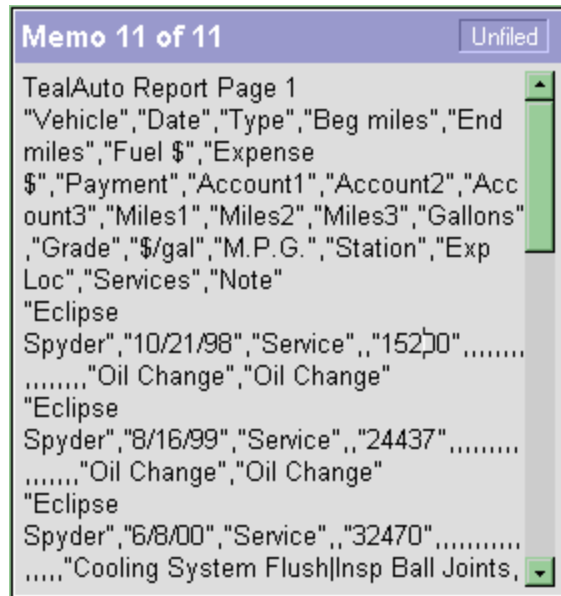 Memo 11 of 11
Unfiled
TealAuto Report Page 1
"Vehicle","Date","Type","Beg miles","End
miles","Fuel $","Expense
$","Payment","Account1","Account2","Acc
ount3","Miles1","Miles2","Miles3","Gallons"
,"Grade","$/gal","M.P.G.","Station","Exp
Loc","Services","Note"
"Eclipse
Spyder","10/21/98","Service",,"15200",,,,,,,,
,,,,,,,,"Oil Change","Oil Change"
"Eclipse
Spyder","8/16/99","Service",,"24437",,,,,,,,,
,,,,,,,"Oil Change","Oil Change"
"Eclipse
Spyder","6/8/00","Service",,"32470",,,,,,,,,,,
,,,,,"Cooling System Flush|Insp Ball Joints,